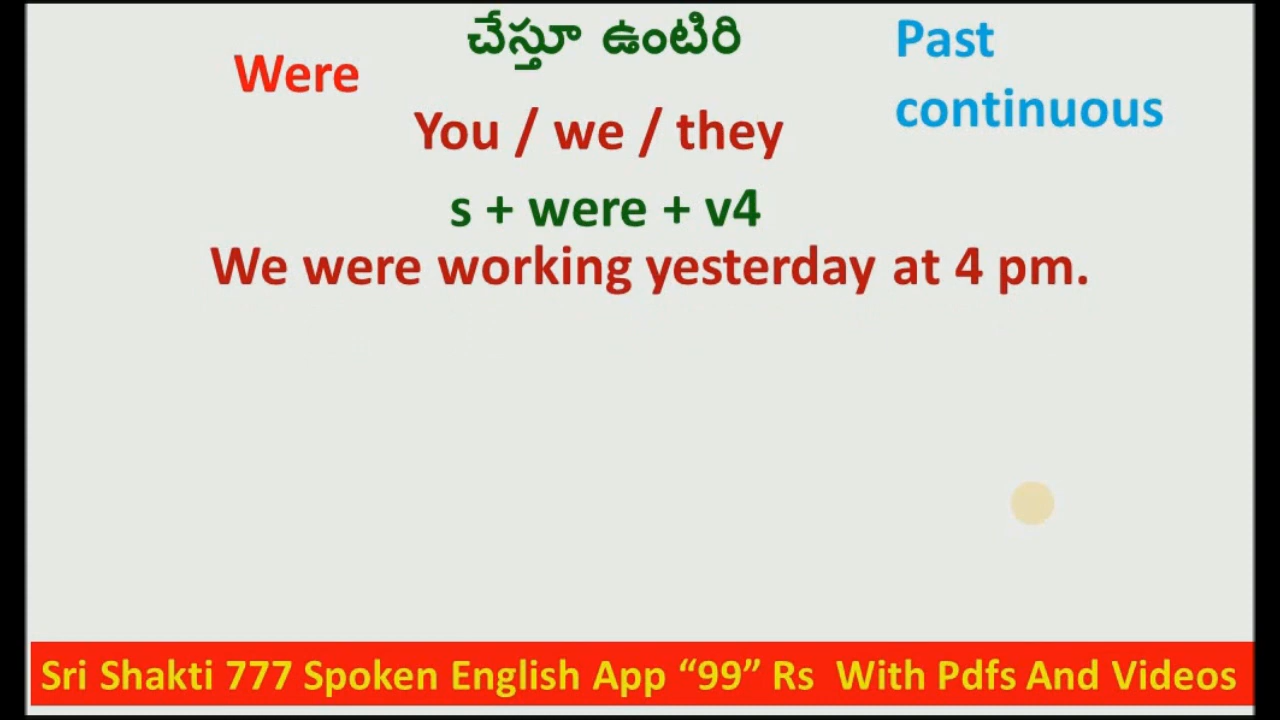 చేస్తూ ఉంటిరి
Were
Past
continuous
You / we / they
s + were + v4
We were working yesterday at 4 pm.
Sri Shakti 777 Spoken English App “99” Rs With Pdfs And Videos